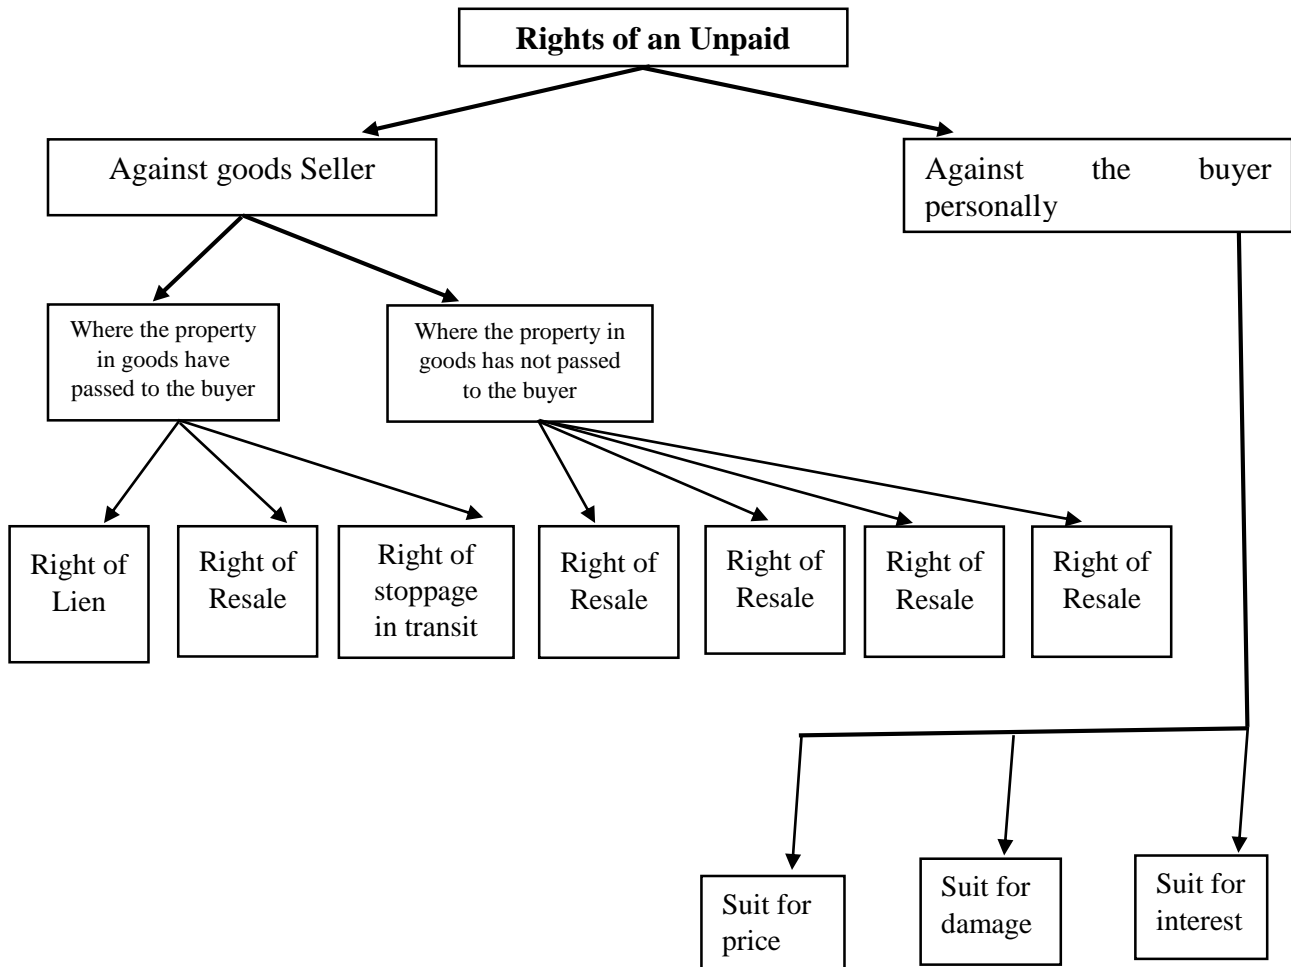 Rights of an Unpaid
Against goods Seller
Against the buyer
personally
Where the property
in goods have
passed to the buyer
Where the property in
goods has not passed
to the buyer
Right of
Lien
Right of
Resale
Right of
stoppage
in transit
Right of
Resale
Right of
Resale
Right of
Resale
Right of
Resale
Suit for
price
Suit for
damage
Suit for
interest